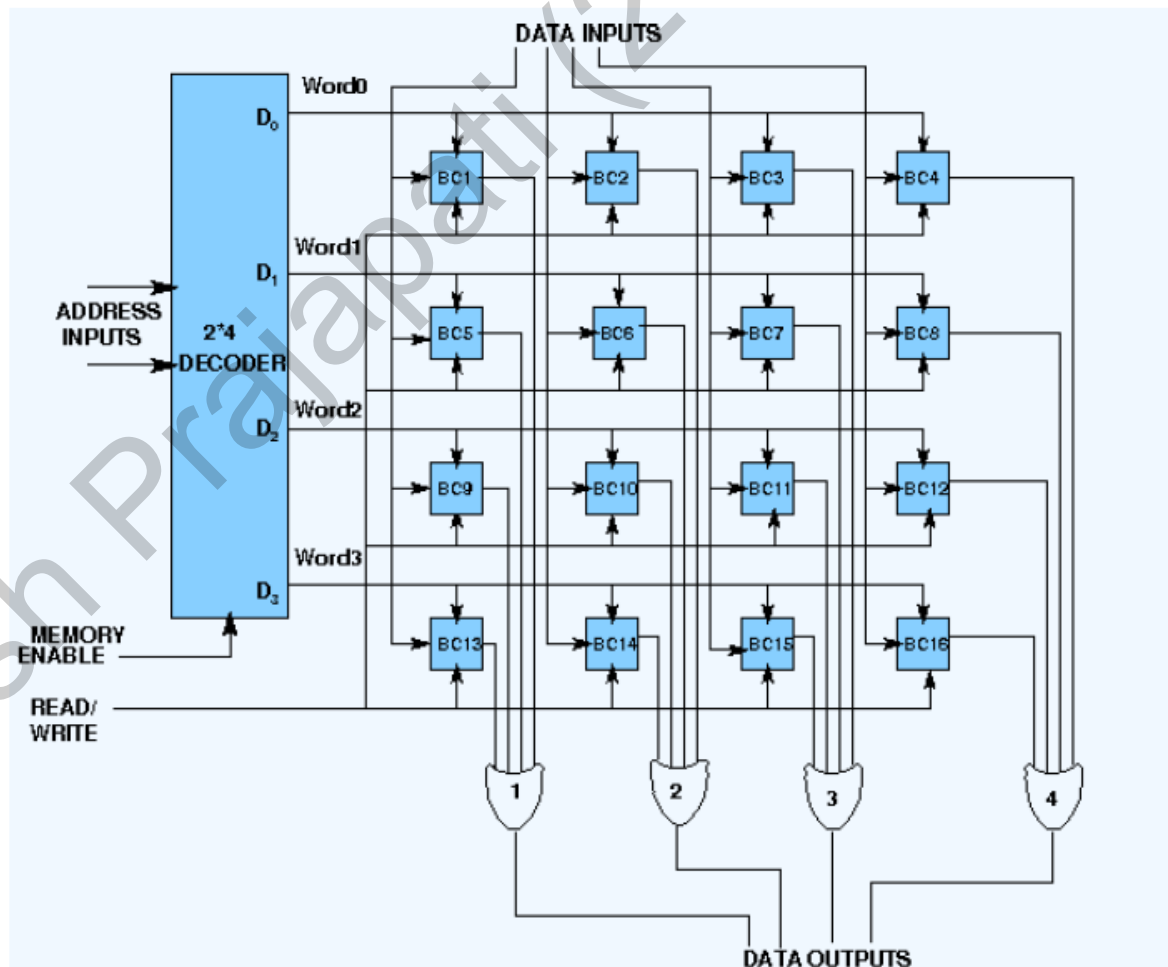 DATA INPUTS
Word0
D0
BC1 BC2 BC3 BC4
Word1
D1
ADDRESS
INPUTS
2*4
DECODER
BC5 BC6 BC7 BC8
Word2
D2
BC9 BC10 BC11 BC12
Word3
D3
MEMORY
ENABLE
BC13 BC14 BC15 BC16
READ/
WRITE
1 2 3 4
DATA OUTPUTS
Prajapati (2